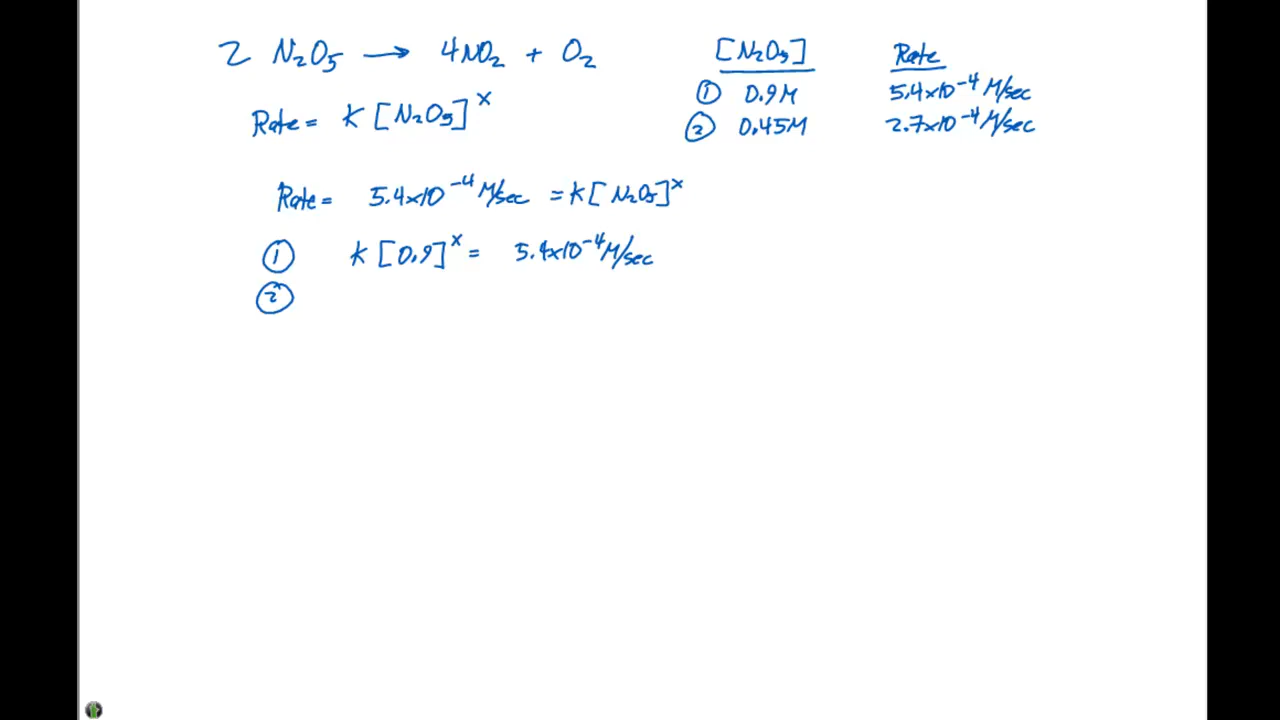 2 N₂O₅ → 4NO₂ + O₂
[N₂O₅] Rate
① 0.9M 5.4x10⁻⁴ M/sec
② 0.45M 2.7x10⁻⁴ M/sec
Rate = K [N₂O₅]ˣ
Rate = 5.4x10⁻⁴ M/sec = K[N₂O₅]ˣ
① K [0.9]ˣ = 5.4x10⁻⁴ M/sec
②